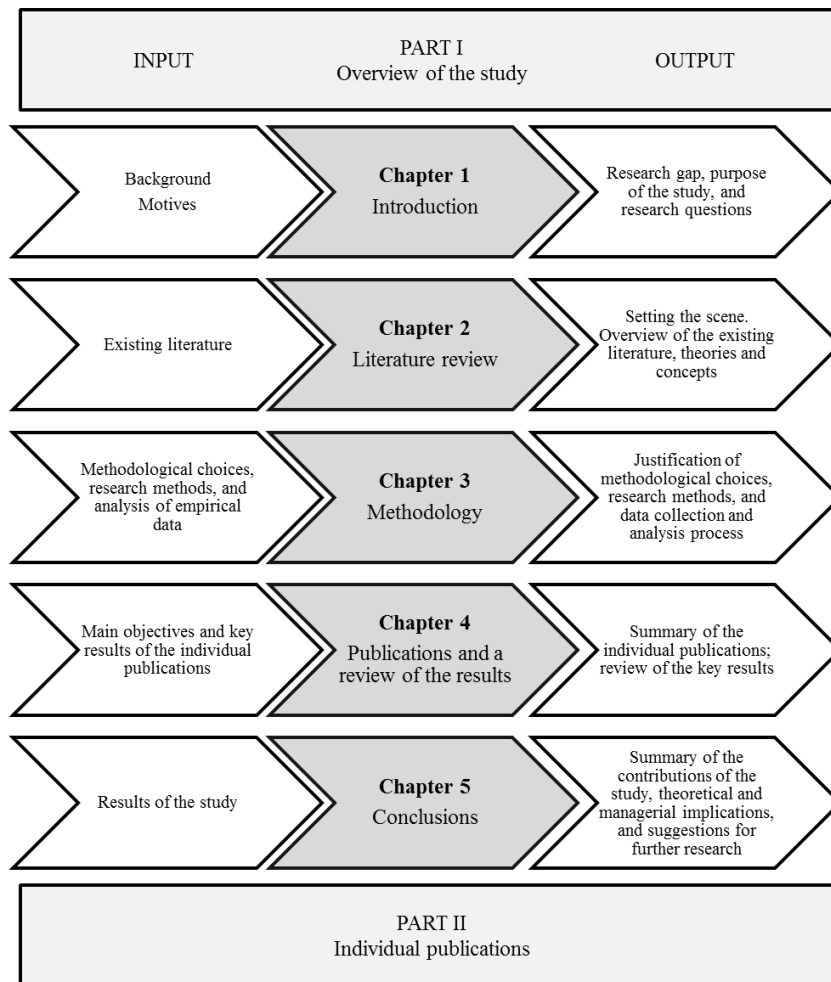 INPUT
PART I
Overview of the study
OUTPUT
Background
Motives
Chapter 1
Introduction
Research gap, purpose
of the study, and
research questions
Existing literature
Chapter 2
Literature review
Setting the scene.
Overview of the existing
literature, theories and
concepts
Methodological choices,
research methods, and
analysis of empirical
data
Chapter 3
Methodology
Justification of
methodological choices,
research methods, and
data collection and
analysis process
Main objectives and key
results of the individual
publications
Chapter 4
Publications and a
review of the results
Summary of the
individual publications;
review of the key results
Results of the study
Chapter 5
Conclusions
Summary of the
contributions of the
study, theoretical and
managerial implications,
and suggestions for
further research
PART II
Individual publications